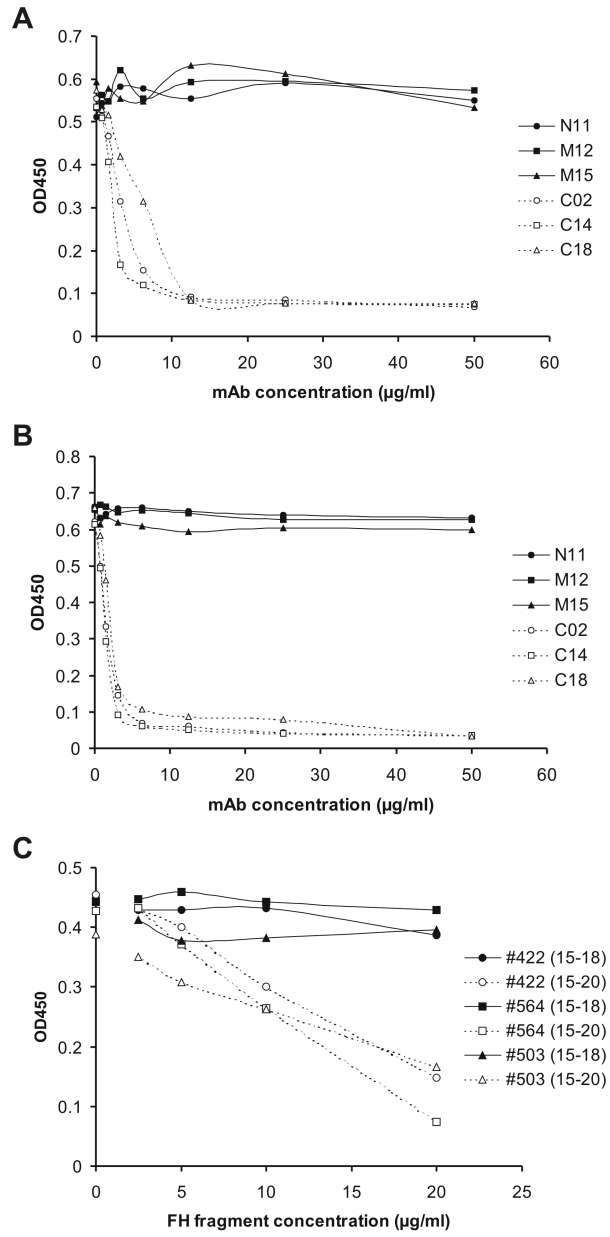 A
0.7
0.6
0.5
0.4
0.3
0.2
0.1
0
OD450
0 10 20 30 40 50 60
mAb concentration (µg/ml)
N11
M12
M15
C02
C14
C18
B
0.8
0.7
0.6
0.5
0.4
0.3
0.2
0.1
0
OD450
0 10 20 30 40 50 60
mAb concentration (µg/ml)
N11
M12
M15
C02
C14
C18
C
0.5
0.4
0.3
0.2
0.1
0
OD450
0 5 10 15 20 25
FH fragment concentration (µg/ml)
#422 (15-18)
#422 (15-20)
#564 (15-18)
#564 (15-20)
#503 (15-18)
#503 (15-20)